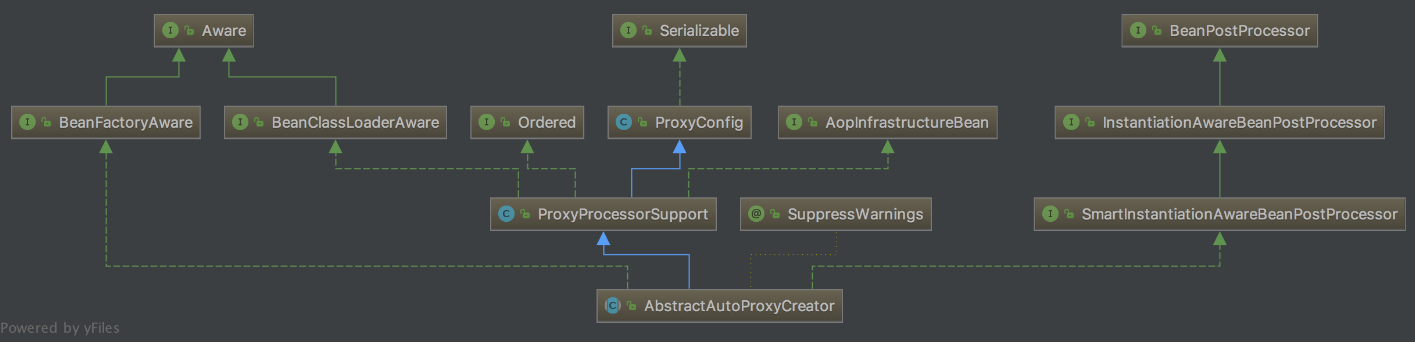 Aware
Serializable
BeanPostProcessor
BeanFactoryAware
BeanClassLoaderAware
Ordered
ProxyConfig
AopInfrastructureBean
InstantiationAwareBeanPostProcessor
ProxyProcessorSupport
SuppressWarnings
SmartInstantiationAwareBeanPostProcessor
AbstractAutoProxyCreator
Powered by yFiles